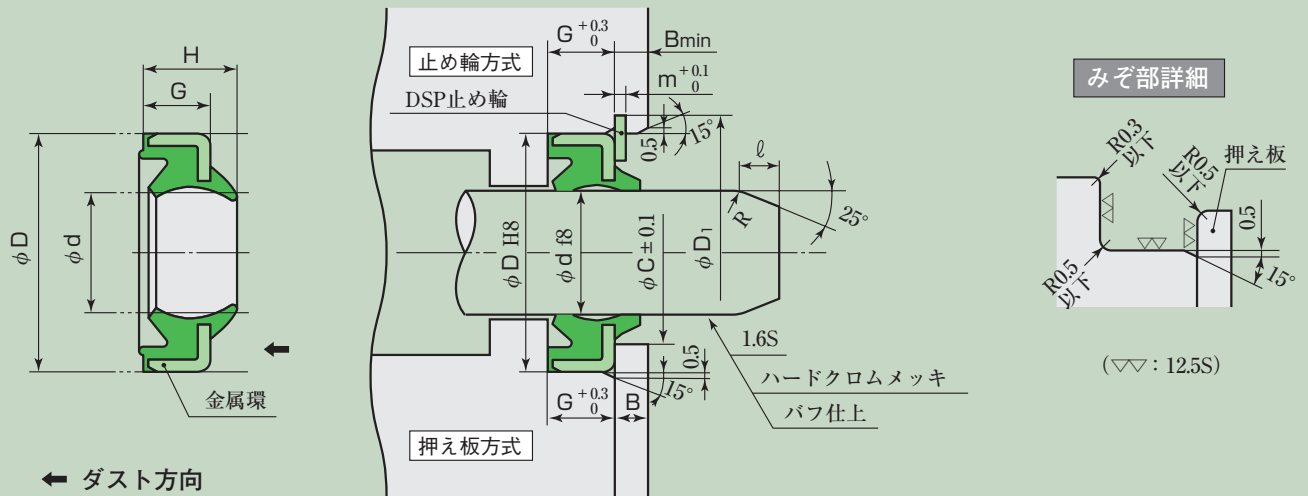 H
G
φD
φd
金属環
← ダスト方向
G +0.3 0
Bmin
止め輪方式
m +0.1 0
DSP止め輪
0.5
15°
ℓ
R
25°
φD H8
φd f8
φC±0.1
φD₁
1.6S
ハードクロムメッキ
バフ仕上
0.5
15°
G +0.3 0
B
押え板方式
みぞ部詳細
R0.3
以下
R0.5
以下
押え板
0.5
15°
R0.5
以下
(▽▽:12.5S)